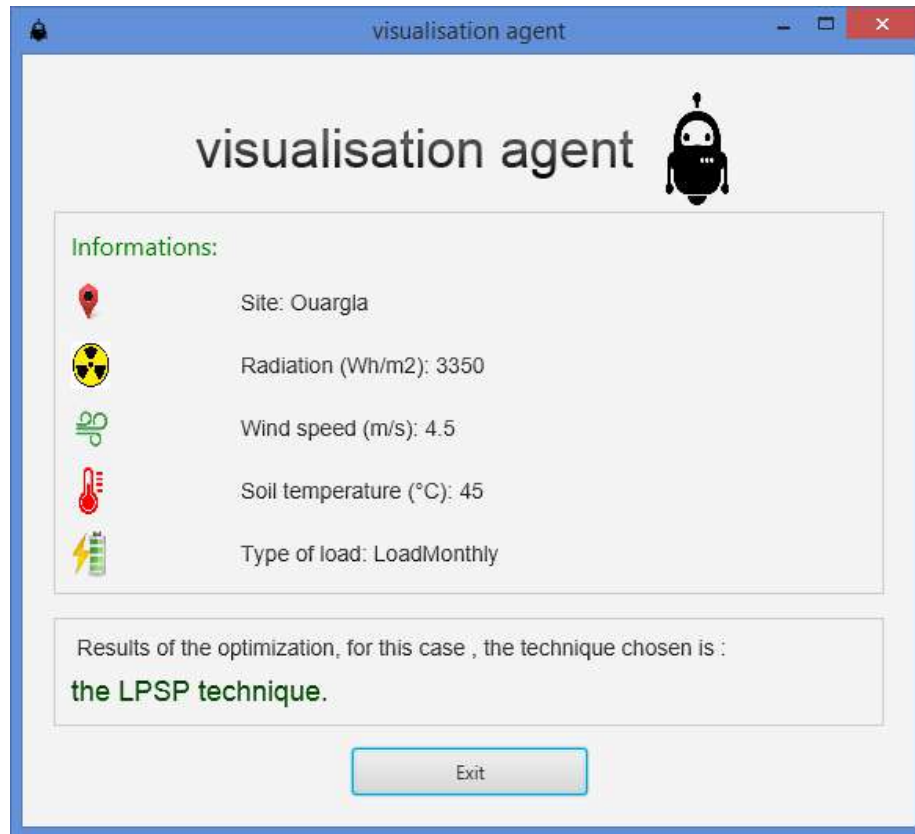 visualisation agent
visualisation agent
Informations:
Site: Ouargla
Radiation (Wh/m2): 3350
Wind speed (m/s): 4.5
Soil temperature (°C): 45
Type of load: LoadMonthly
Results of the optimization, for this case , the technique chosen is :
the LPSP technique.
Exit